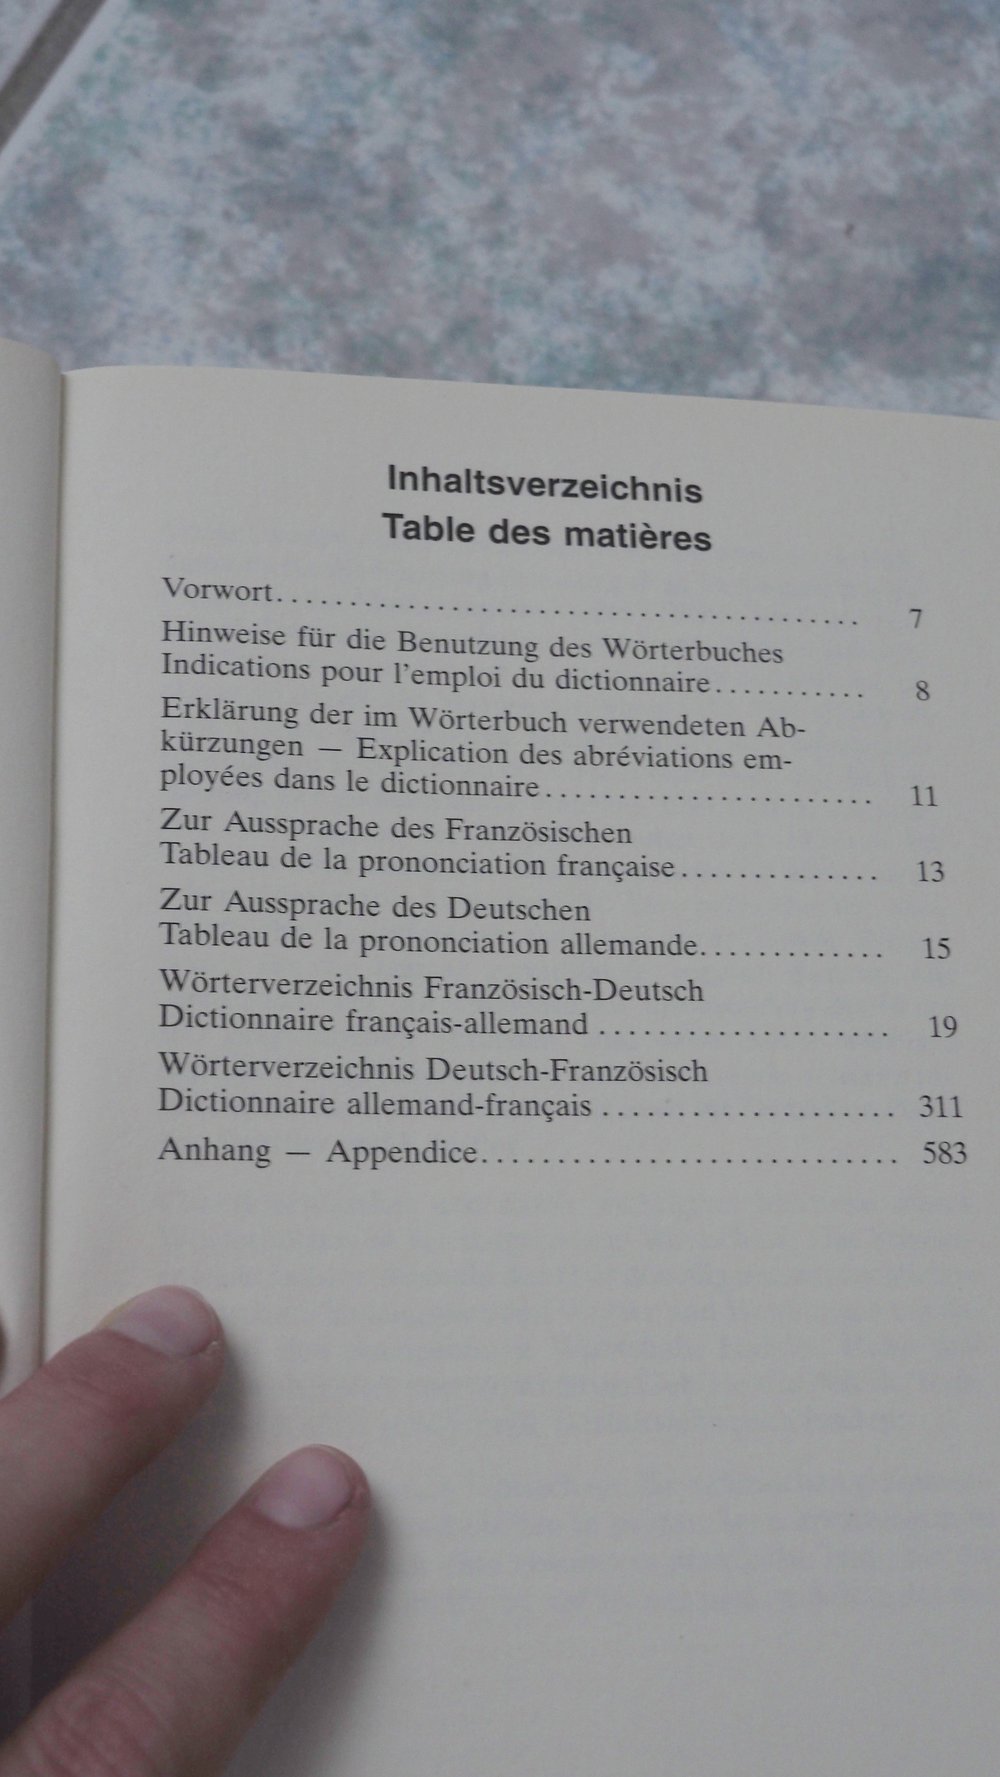 Inhaltsverzeichnis
Table des matières
Vorwort........................................ 7
Hinweise für die Benutzung des Wörterbuches
Indications pour l'emploi du dictionnaire........... 8
Erklärung der im Wörterbuch verwendeten Ab-
kürzungen — Explication des abréviations em-
ployées dans le dictionnaire....................... 11
Zur Aussprache des Französischen
Tableau de la prononciation française.............. 13
Zur Aussprache des Deutschen
Tableau de la prononciation allemande............. 15
Wörterverzeichnis Französisch-Deutsch
Dictionnaire français-allemand .................... 19
Wörterverzeichnis Deutsch-Französisch
Dictionnaire allemand-français .................... 311
Anhang — Appendice............................. 583